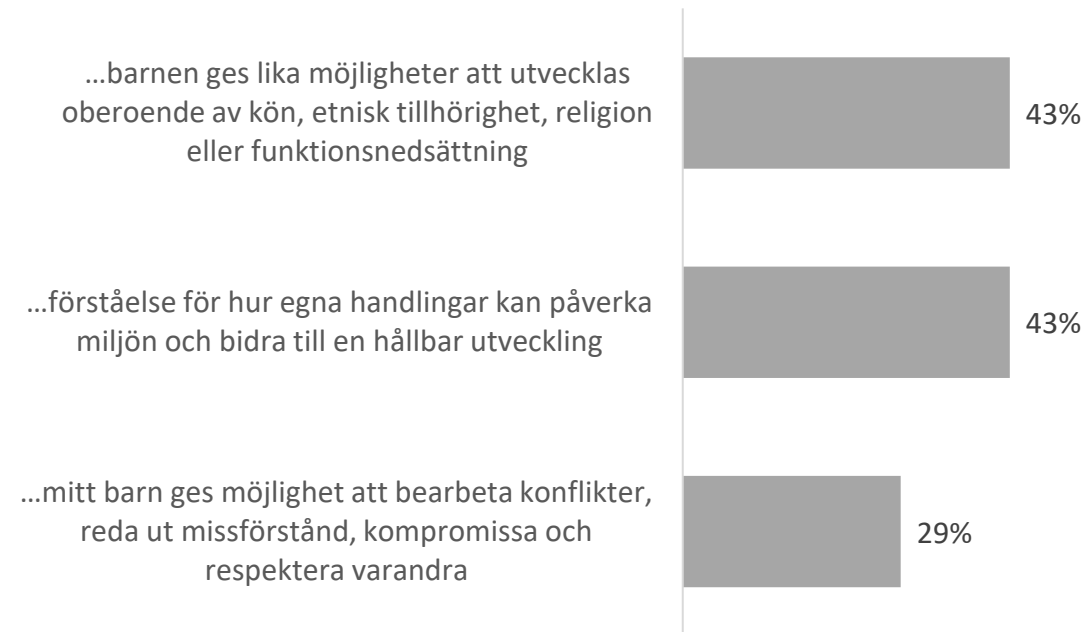 …barnen ges lika möjligheter att utvecklas
oberoende av kön, etnisk tillhörighet, religion
eller funktionsnedsättning
43%
…förståelse för hur egna handlingar kan påverka
miljön och bidra till en hållbar utveckling
43%
…mitt barn ges möjlighet att bearbeta konflikter,
reda ut missförstånd, kompromissa och
respektera varandra
29%